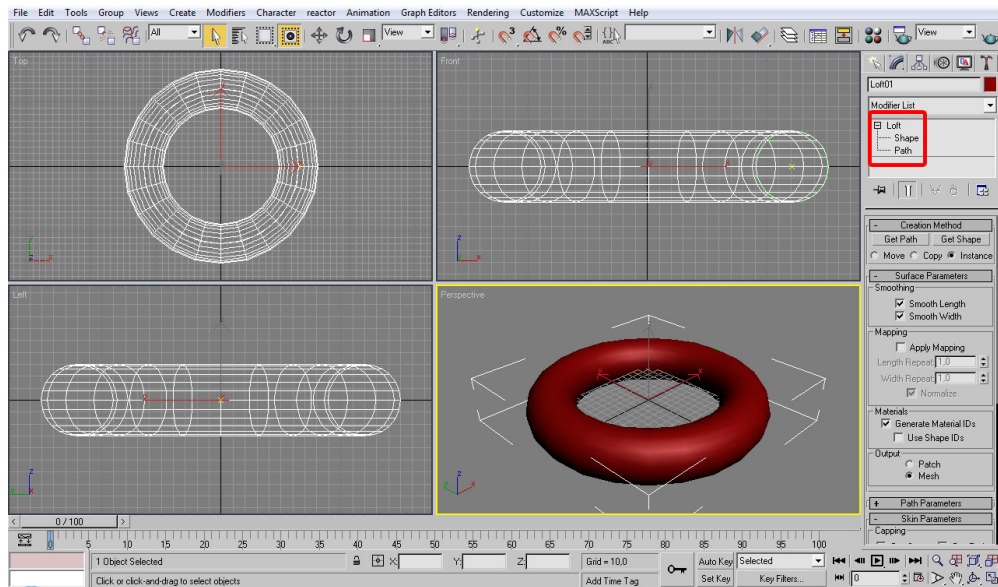 File Edit Tools Group Views Create Modifiers Character reactor Animation Graph Editors Rendering Customize MAXScript Help
All View View
Top
Front
Left
Perspective
Loft01
Modifier List
Loft
Shape
Path
Creation Method
Get Path Get Shape
Move Copy Instance
Surface Parameters
Smoothing
Smooth Length
Smooth Width
Mapping
Apply Mapping
Length Repeat: 1,0
Width Repeat: 1,0
Normalize
Materials
Generate Material IDs
Use Shape IDs
Output
Patch
Mesh
Path Parameters
Skin Parameters
Capping
0 / 100
0 5 10 15 20 25 30 35 40 45 50 55 60 65 70 75 80 85 90 95 100
1 Object Selected X: Y: Z: Grid = 10,0 Auto Key Selected
Click or click-and-drag to select objects Add Time Tag Set Key Key Filters... 0